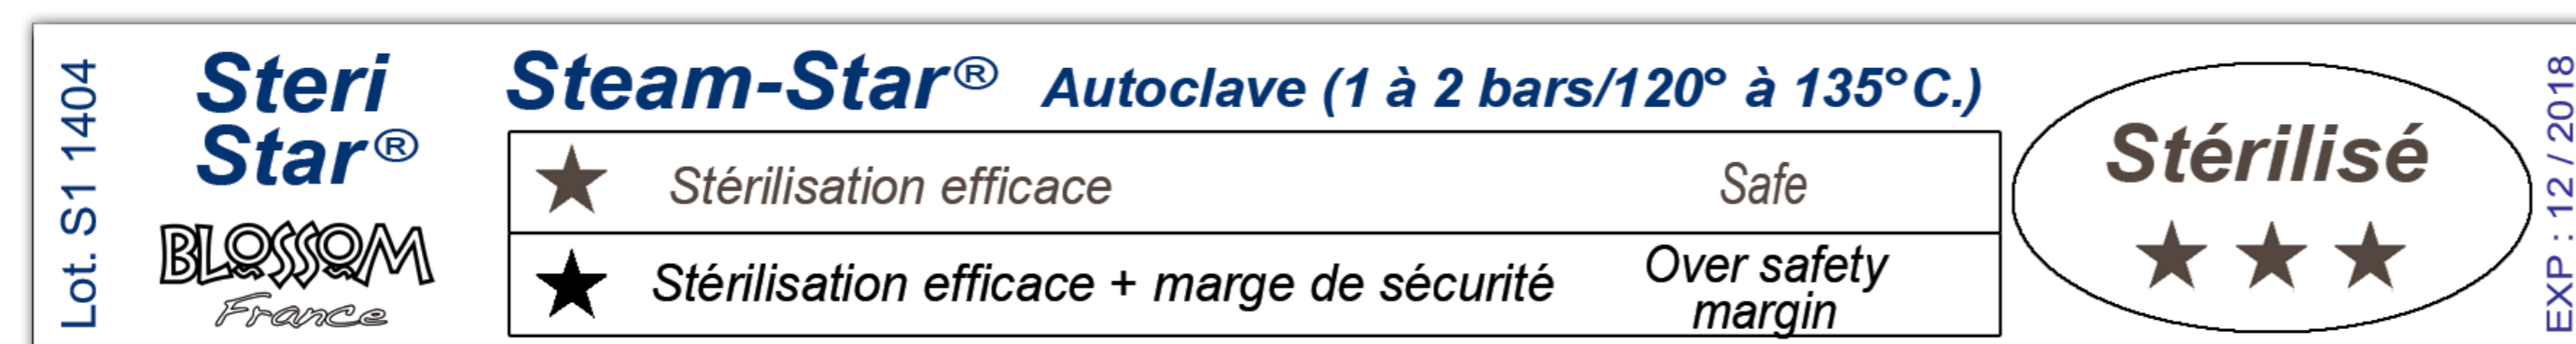 Lot. S1 1404
Steri
Star®
BLOSSOM
France
Steam-Star® Autoclave (1 à 2 bars/120° à 135°C.)
Stérilisation efficace Safe
Stérilisation efficace + marge de sécurité Over safety
margin
Stérilisé
EXP : 12 / 2018